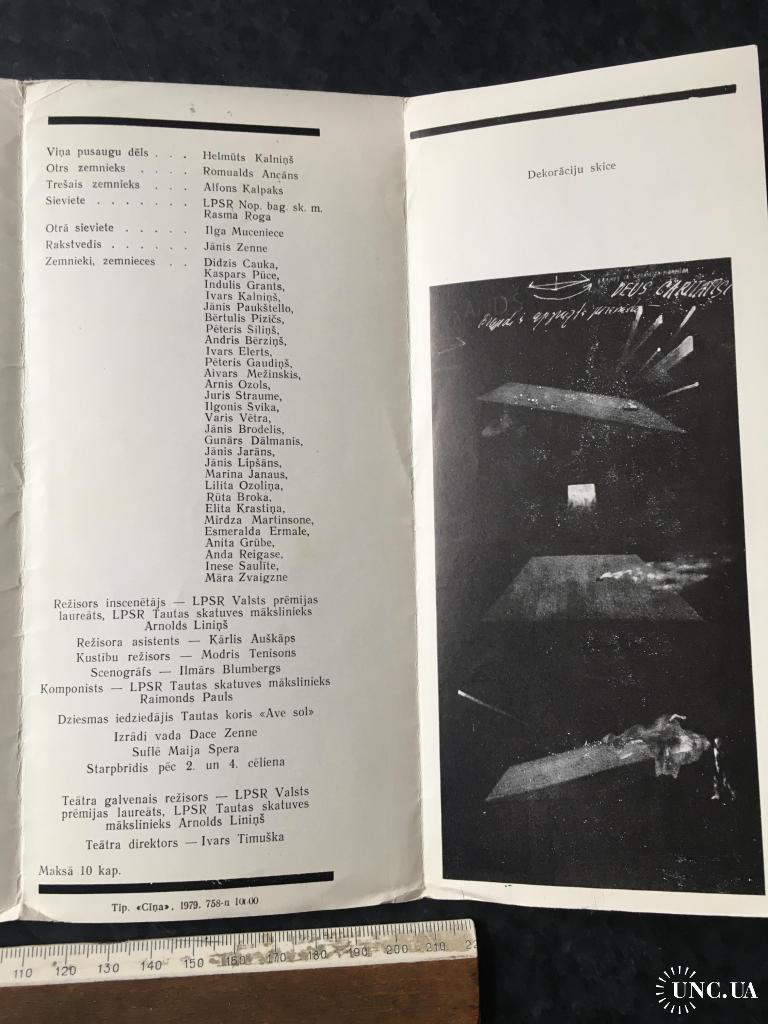 Viņa pusaugu dēls . . . Helmūts Kalniņš
Otrs zemnieks . . . . Romualds Ancāns
Trešais zemnieks . . . Alfons Kalpaks
Sieviete . . . . . . . LPSR Nop. bag. sk. m.
Rasma Roga
Otrā sieviete . . . . . Ilga Muceniece
Rakstvedis . . . . . . Jānis Zenne
Zemnieki, zemnieces . . Didzis Cauka,
Kaspars Pūce,
Indulis Grants,
Ivars Kalniņš,
Jānis Paukštello,
Bērtulis Pizičs,
Pēteris Siliņš,
Andris Bērziņš,
Ivars Elerts,
Pēteris Gaudiņš,
Aivars Mežinskis,
Arnis Ozols,
Juris Straume,
Ilgonis Svika,
Varis Vētra,
Jānis Brodelis,
Gunārs Dālmanis,
Jānis Jarāns,
Jānis Lipšāns,
Marina Janaus,
Lilita Ozoliņa,
Rūta Broka,
Elita Krastiņa,
Mirdza Martinsone,
Esmeralda Ermale,
Anita Grūbe,
Anda Reigase,
Inese Saulīte,
Māra Zvaigzne
Režisors inscenētājs — LPSR Valsts prēmijas
laureāts, LPSR Tautas skatuves mākslinieks
Arnolds Liniņš
Režisora asistents — Kārlis Auškāps
Kustību režisors — Modris Tenisons
Scenogrāfs — Ilmārs Blumbergs
Komponists — LPSR Tautas skatuves mākslinieks
Raimonds Pauls
Dziesmas iedziedājis Tautas koris «Ave sol»
Izrādi vada Dace Zenne
Suflē Maija Spera
Starpbrīdis pēc 2. un 4. cēliena
Teātra galvenais režisors — LPSR Valsts
prēmijas laureāts, LPSR Tautas skatuves
mākslinieks Arnolds Liniņš
Teātra direktors — Ivars Timuška
Maksā 10 kap.
Tip. «Cīņa». 1979. 758-n 1000
Dekorāciju skice
DEUS CARITATIS
110 120 130 140 150 160 170 180 190 200 210
UNC.UA